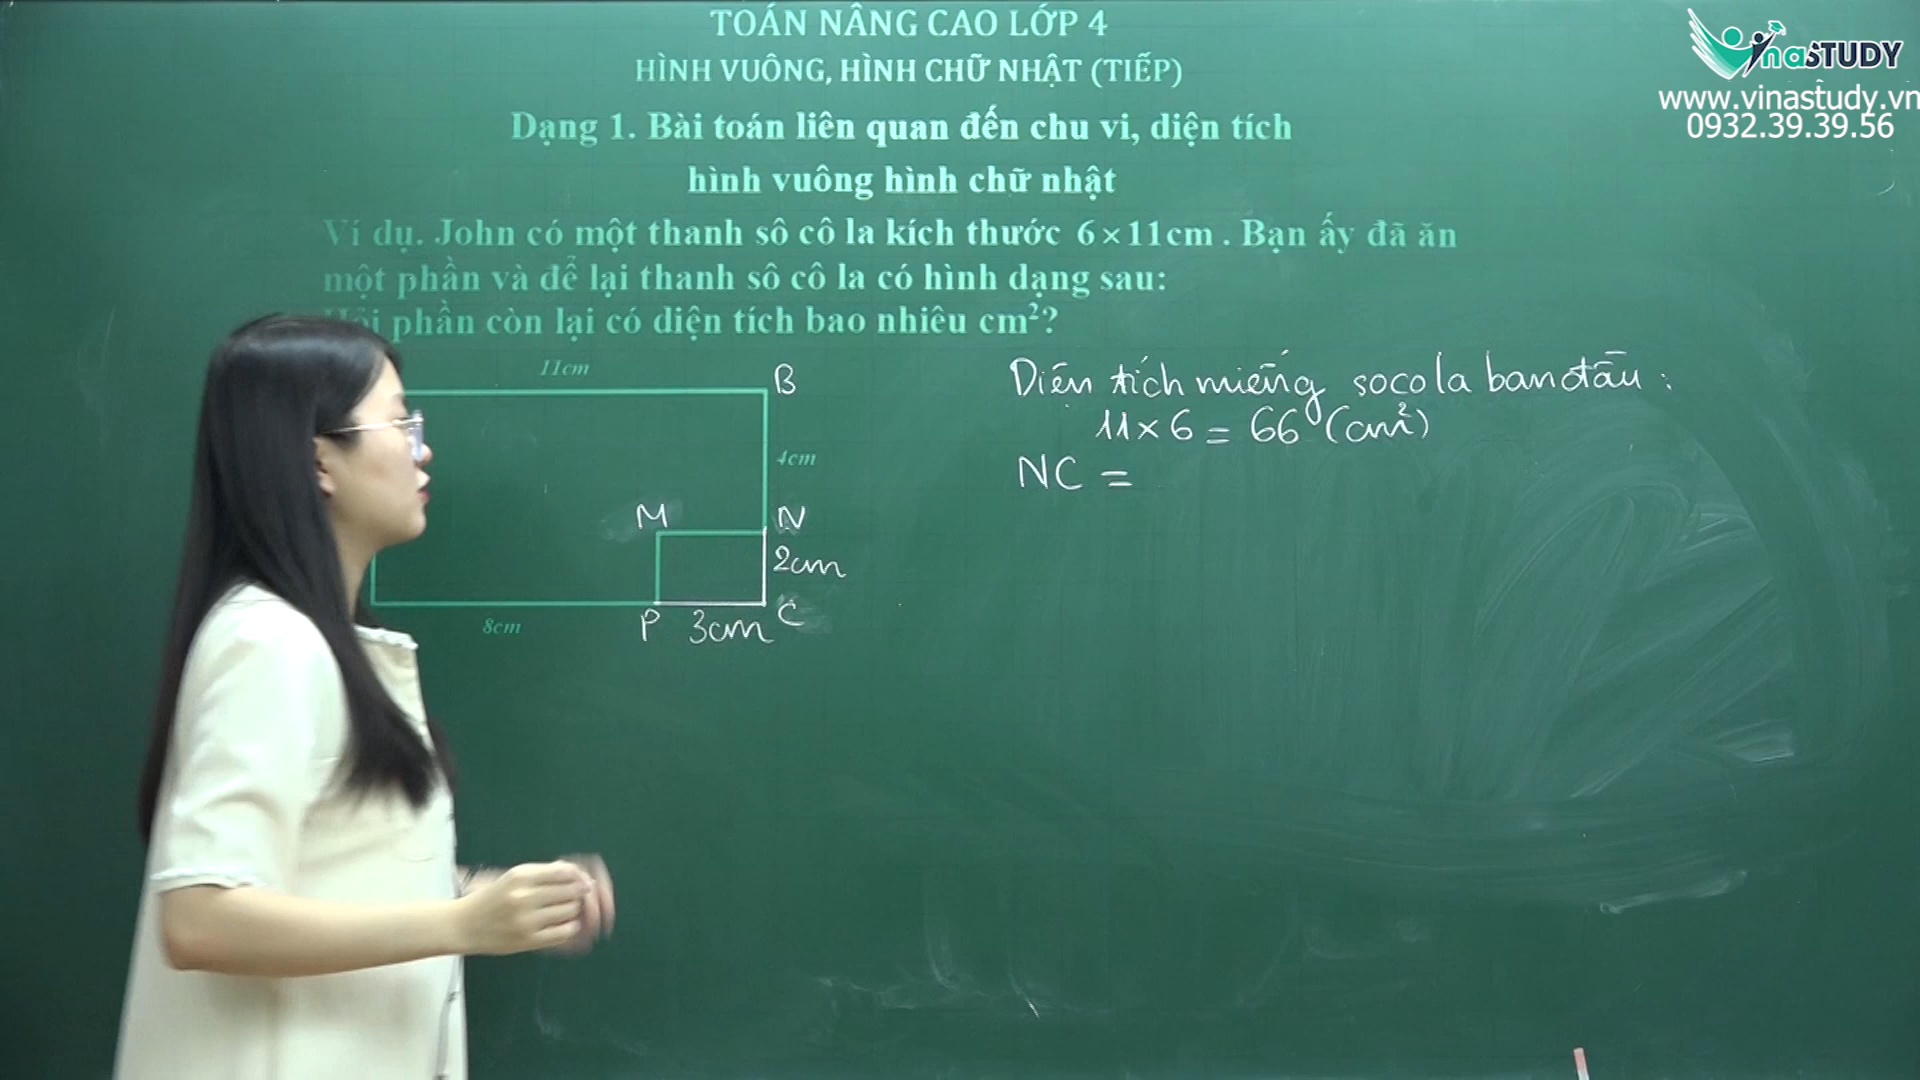 TOÁN NÂNG CAO LỚP 4
HÌNH VUÔNG, HÌNH CHỮ NHẬT (TIẾP)
Dạng 1. Bài toán liên quan đến chu vi, diện tích
hình vuông hình chữ nhật
Ví dụ. John có một thanh sô cô la kích thước 6×11cm. Bạn ấy đã ăn
một phần và để lại thanh sô cô la có hình dạng sau:
Hỏi phần còn lại có diện tích bao nhiêu cm²?
VinaSTUDY
www.vinastudy.vn
0932.39.39.56
11cm
B
4cm
M
N
2cm
8cm
P
3cm
C
Diện tích miếng socola ban đầu:
11 × 6 = 66 (cm²)
NC =